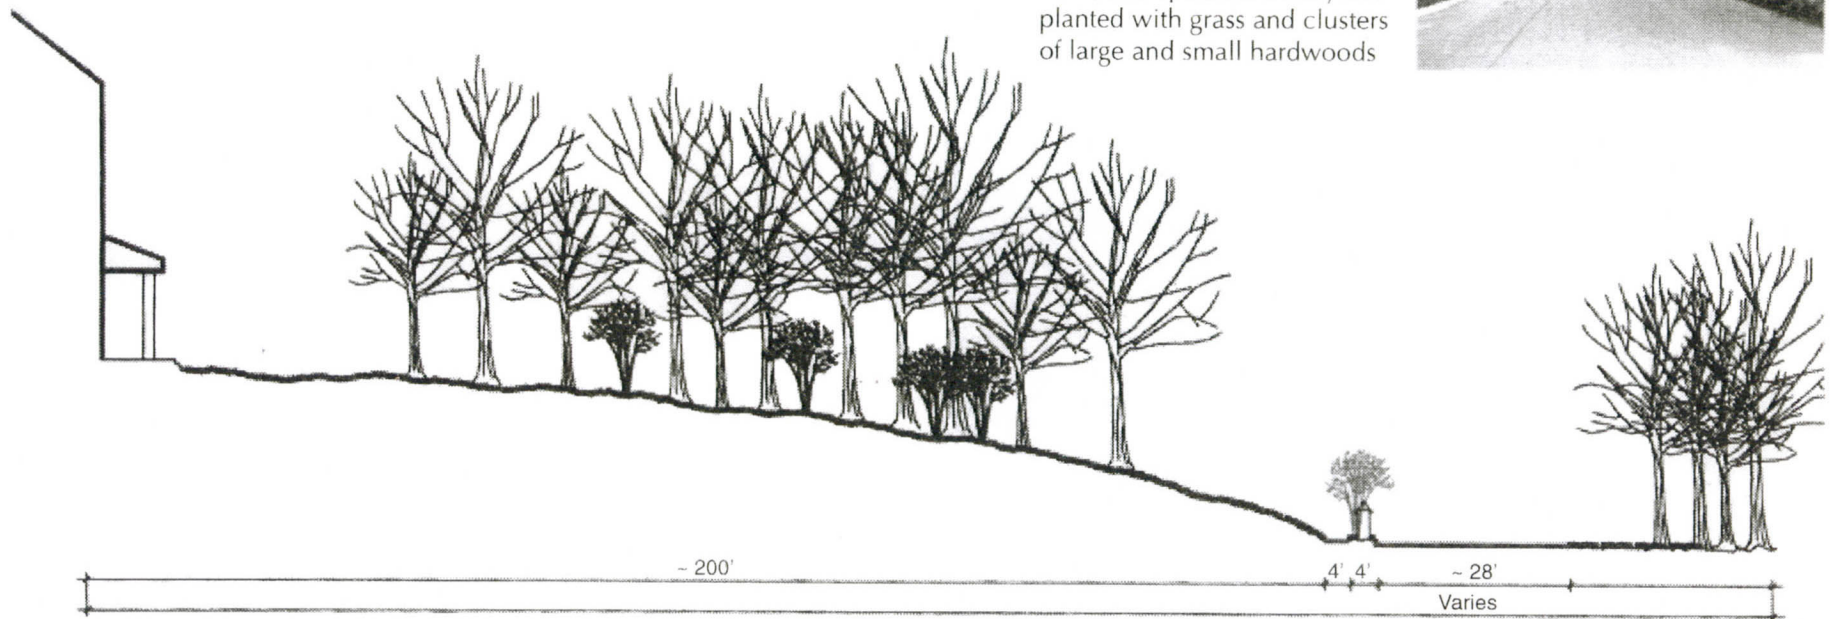 planted with grass and clusters
of large and small hardwoods
~ 200'
4' 4'
~ 28'
Varies